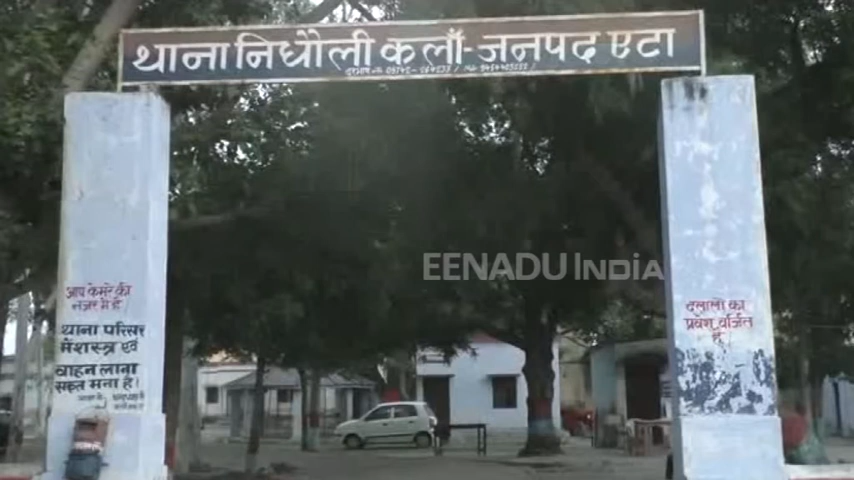 थाना निधौली कलाँ-जनपद एटा
EENADU INDIA
आप कैमरे की
नजर में हैं
थाना परिसर
में शस्त्र एवं
वाहन लाना
सख्त मना है।
दलालों का
प्रवेश वर्जित
है